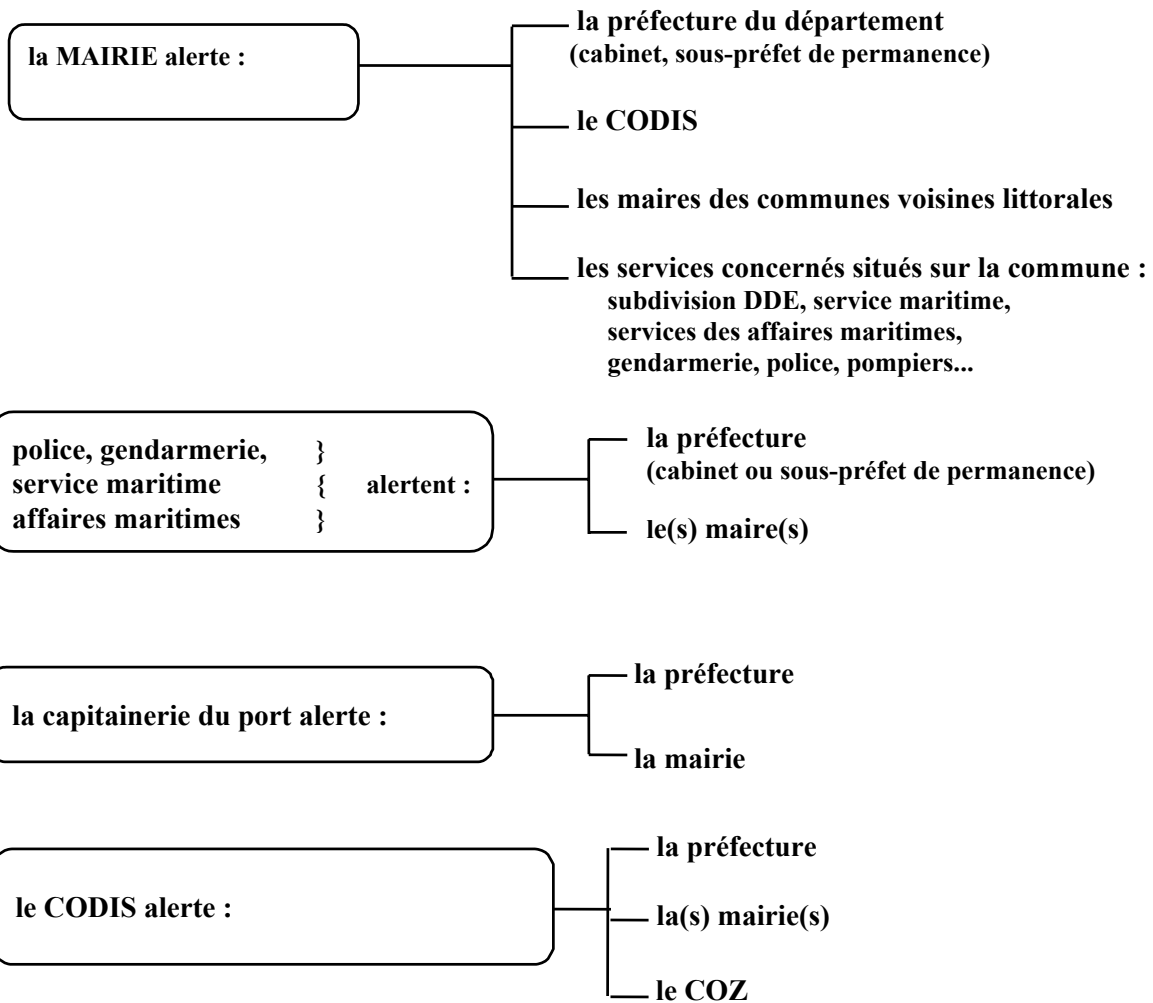 la MAIRIE alerte :
la préfecture du département
(cabinet, sous-préfet de permanence)
le CODIS
les maires des communes voisines littorales
les services concernés situés sur la commune :
subdivision DDE, service maritime,
services des affaires maritimes,
gendarmerie, police, pompiers...
police, gendarmerie, }
service maritime { alertent :
affaires maritimes }
la préfecture
(cabinet ou sous-préfet de permanence)
le(s) maire(s)
la capitainerie du port alerte :
la préfecture
la mairie
le CODIS alerte :
la préfecture
la(s) mairie(s)
le COZ